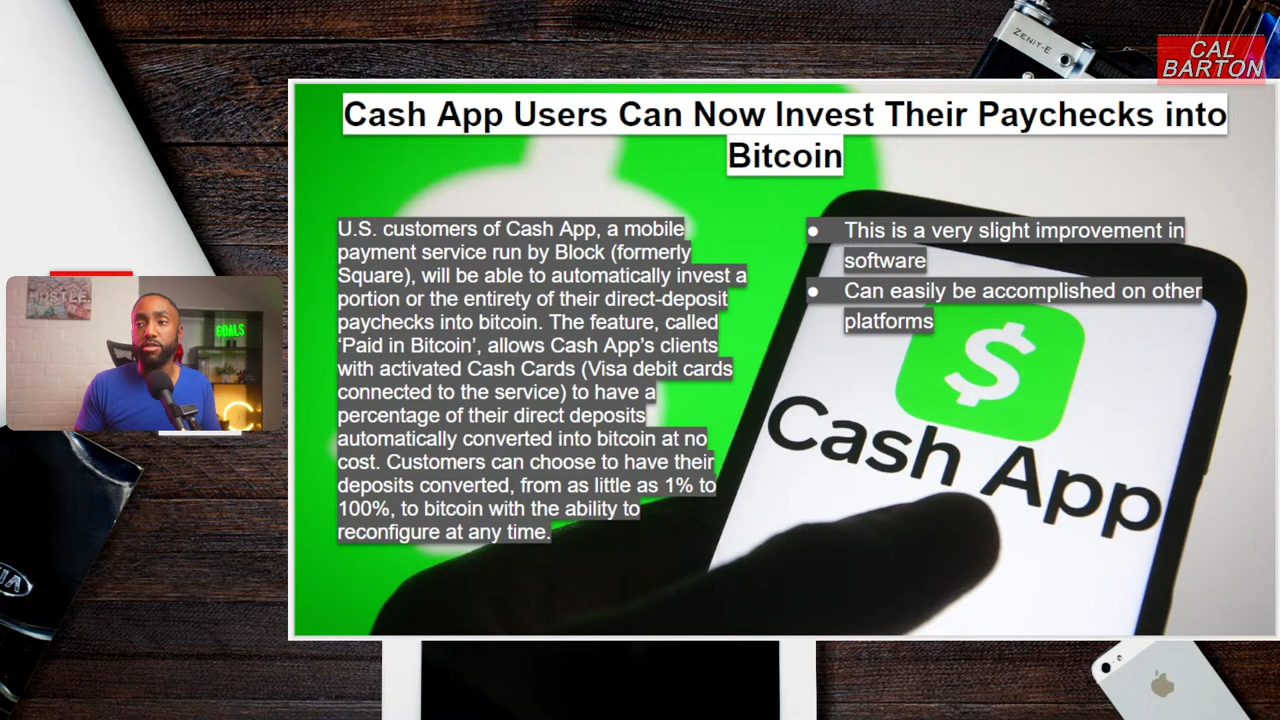 ZENIT-E
CAL
BARTON
Cash App Users Can Now Invest Their Paychecks into
Bitcoin
U.S. customers of Cash App, a mobile
payment service run by Block (formerly
Square), will be able to automatically invest a
portion or the entirety of their direct-deposit
paychecks into bitcoin. The feature, called
‘Paid in Bitcoin’, allows Cash App’s clients
with activated Cash Cards (Visa debit cards
connected to the service) to have a
percentage of their direct deposits
automatically converted into bitcoin at no
cost. Customers can choose to have their
deposits converted, from as little as 1% to
100%, to bitcoin with the ability to
reconfigure at any time.
● This is a very slight improvement in
software
● Can easily be accomplished on other
platforms
$
Cash App
HUSTLE.
GOALS